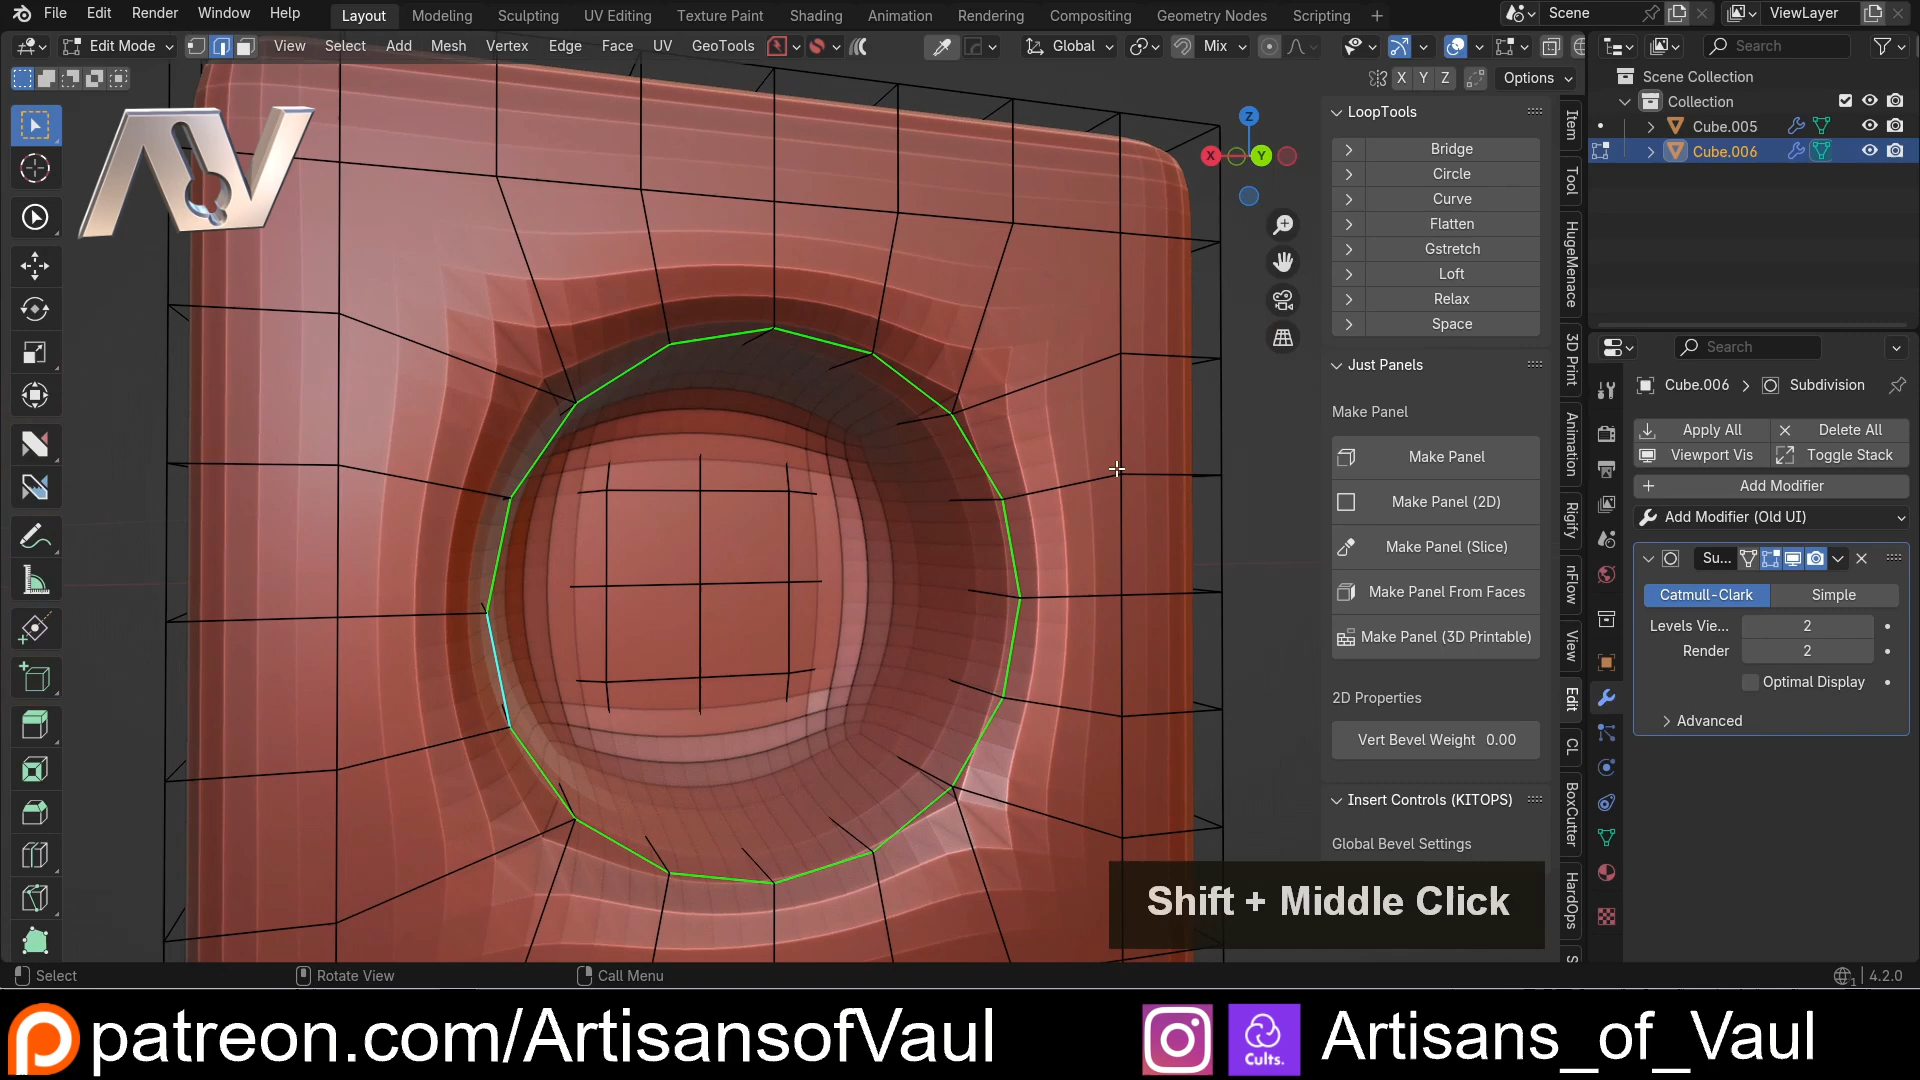 File Edit Render Window Help Layout Modeling Sculpting UV Editing Texture Paint Shading Animation Rendering Compositing Geometry Nodes Scripting + Scene ViewLayer
Edit Mode View Select Add Mesh Vertex Edge Face UV GeoTools Global Mix Search
X Y Z Options
Scene Collection
Collection
Cube.005
Cube.006
AV
Z
X Y
LoopTools
Bridge
Circle
Curve
Flatten
Gstretch
Loft
Relax
Space
Just Panels
Make Panel
Make Panel
Make Panel (2D)
Make Panel (Slice)
Make Panel From Faces
Make Panel (3D Printable)
2D Properties
Vert Bevel Weight 0.00
Insert Controls (KITOPS)
Global Bevel Settings
Item
Tool
HugeMenace
3D Print
Animation
Rigify
nFlow
View
Edit
CL
BoxCutter
HardOps
S
Search
Cube.006 > Subdivision
Apply All Delete All
Viewport Vis Toggle Stack
Add Modifier
Add Modifier (Old UI)
Su...
Catmull-Clark Simple
Levels Vie... 2
Render 2
Optimal Display
Advanced
Shift + Middle Click
Select Rotate View Call Menu 4.2.0
patreon.com/ArtisansofVaul Cults. Artisans_of_Vaul